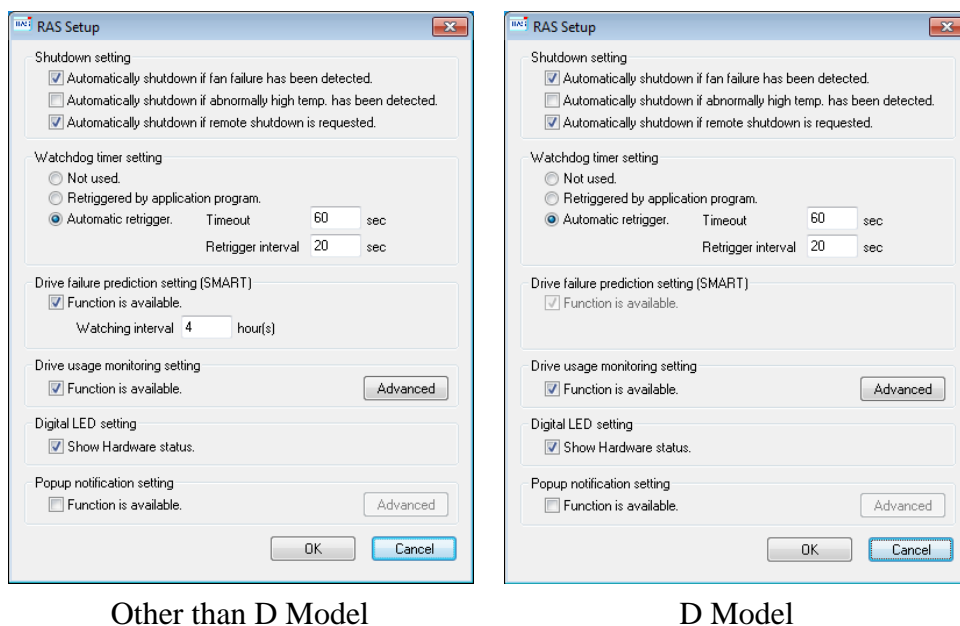 RAS Setup
Shutdown setting
Automatically shutdown if fan failure has been detected.
Automatically shutdown if abnormally high temp. has been detected.
Automatically shutdown if remote shutdown is requested.
Watchdog timer setting
Not used.
Retriggered by application program.
Automatic retrigger. Timeout 60 sec
Retrigger interval 20 sec
Drive failure prediction setting (SMART)
Function is available.
Watching interval 4 hour(s)
Drive usage monitoring setting
Function is available. Advanced
Digital LED setting
Show Hardware status.
Popup notification setting
Function is available. Advanced
OK Cancel
Other than D Model
RAS Setup
Shutdown setting
Automatically shutdown if fan failure has been detected.
Automatically shutdown if abnormally high temp. has been detected.
Automatically shutdown if remote shutdown is requested.
Watchdog timer setting
Not used.
Retriggered by application program.
Automatic retrigger. Timeout 60 sec
Retrigger interval 20 sec
Drive failure prediction setting (SMART)
Function is available.
Drive usage monitoring setting
Function is available. Advanced
Digital LED setting
Show Hardware status.
Popup notification setting
Function is available. Advanced
OK Cancel
D Model